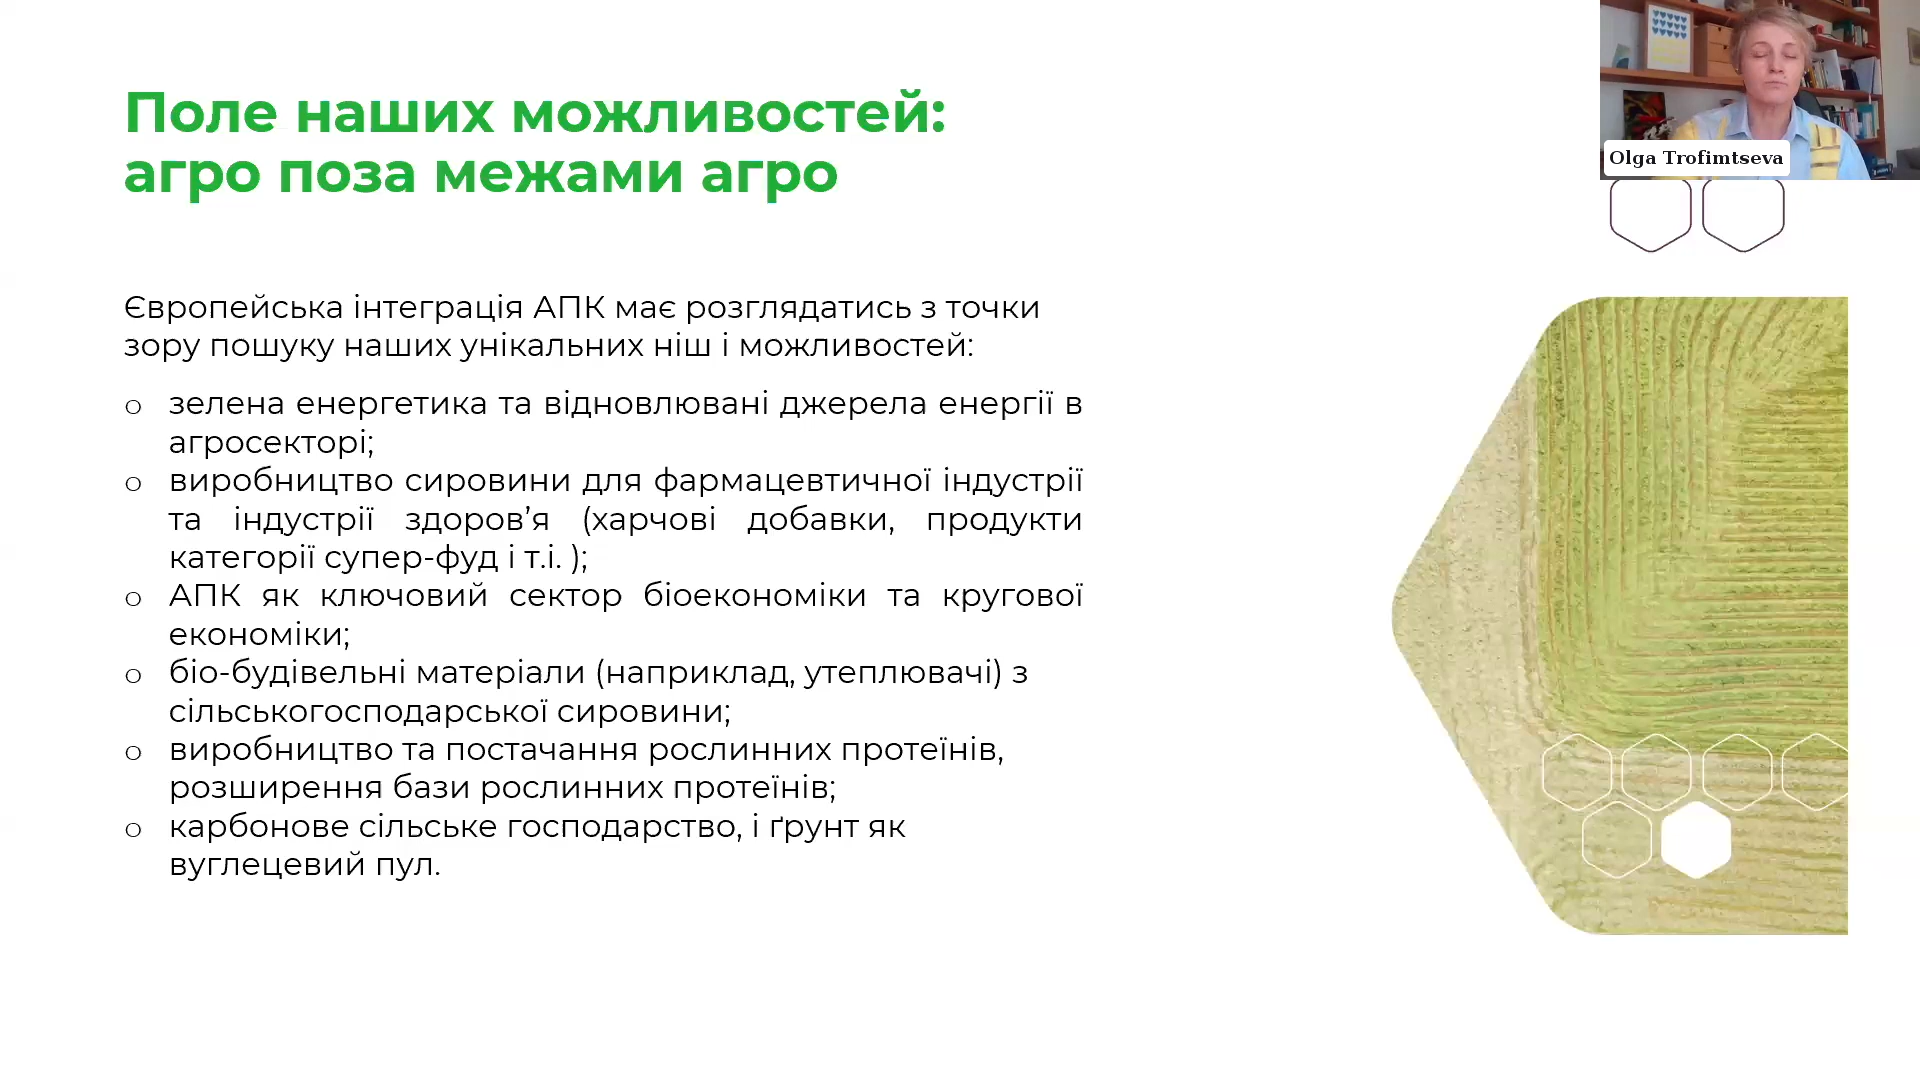 Поле наших можливостей:
агро поза межами агро
Olga Trofimtseva
Європейська інтеграція АПК має розглядатись з точки
зору пошуку наших унікальних ніш і можливостей:
o зелена енергетика та відновлювані джерела енергії в
агросекторі;
o виробництво сировини для фармацевтичної індустрії
та індустрії здоров’я (харчові добавки, продукти
категорії супер-фуд і т.і. );
o АПК як ключовий сектор біоекономіки та кругової
економіки;
o біо-будівельні матеріали (наприклад, утеплювачі) з
сільськогосподарської сировини;
o виробництво та постачання рослинних протеїнів,
розширення бази рослинних протеїнів;
o карбонове сільське господарство, і ґрунт як
вуглецевий пул.